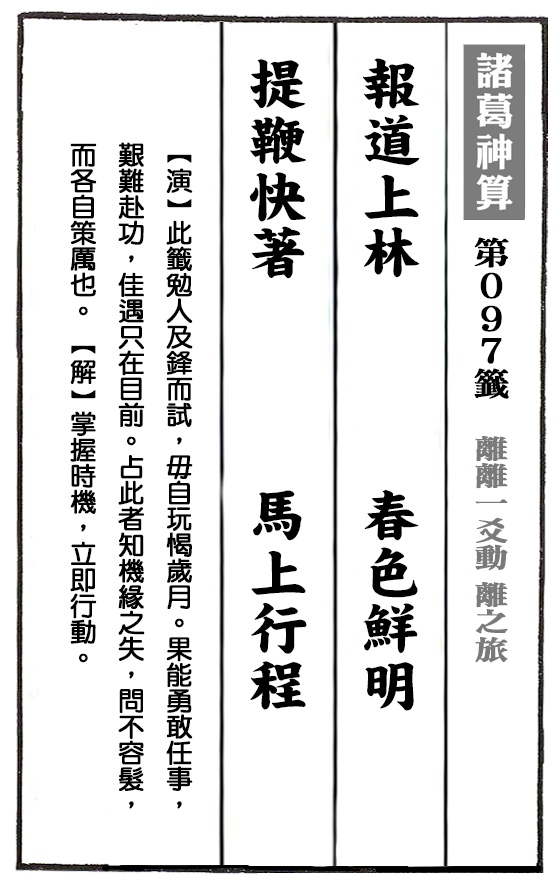 諸葛神算 第097籤 離離一爻動 離之旅
報道上林 春色鮮明
提鞭快著 馬上行程
【演】此籤勉人及鋒而試，毋自玩愒歲月。果能勇敢任事，
艱難赴功，佳遇只在目前。占此者知機緣之失，問不容髮，
而各自策厲也。【解】掌握時機，立即行動。